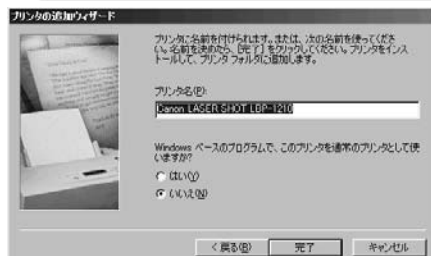 プリンタの追加ウィザード
プリンタに名前を付けられます。または、次の名前を使ってくださ
い。名前を決めたら、[完了] をクリックしてください。プリンタをインス
トールして、プリンタ フォルダに追加します。
プリンタ名(P):
Canon LASER SHOT LBP-1210
Windows ベースのプログラムで、このプリンタを通常のプリンタとして使
いますか?
はい(Y)
いいえ(N)
< 戻る(B)
完了
キャンセル